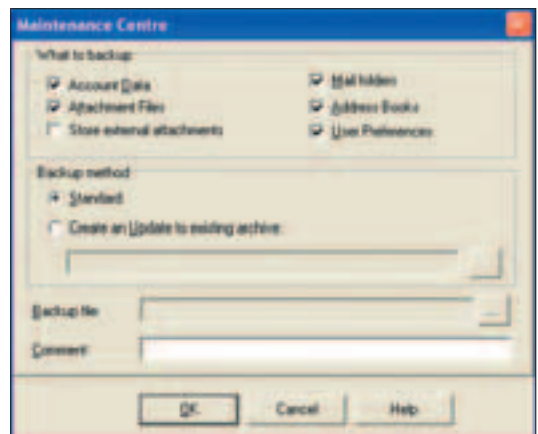 Maintenance Centre
What to backup:
Account Data
Mail folders
Attachment Files
Address Books
Store external attachments
User Preferences
Backup method
Standard
Create an Update to existing archive:
Backup file
...
Comment
OK
Cancel
Help